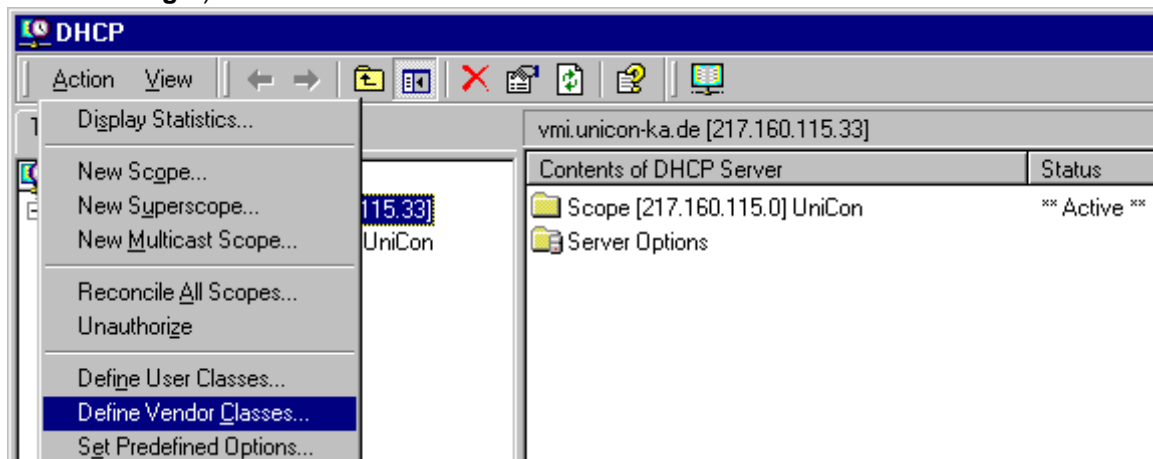 DHCP
Action View
Display Statistics...
New Scope...
New Superscope...
New Multicast Scope...
Reconcile All Scopes...
Unauthorize
Define User Classes...
Define Vendor Classes...
Set Predefined Options...
115.33]
UniCon
vmi.unicon-ka.de [217.160.115.33]
Contents of DHCP Server Status
Scope [217.160.115.0] UniCon ** Active **
Server Options